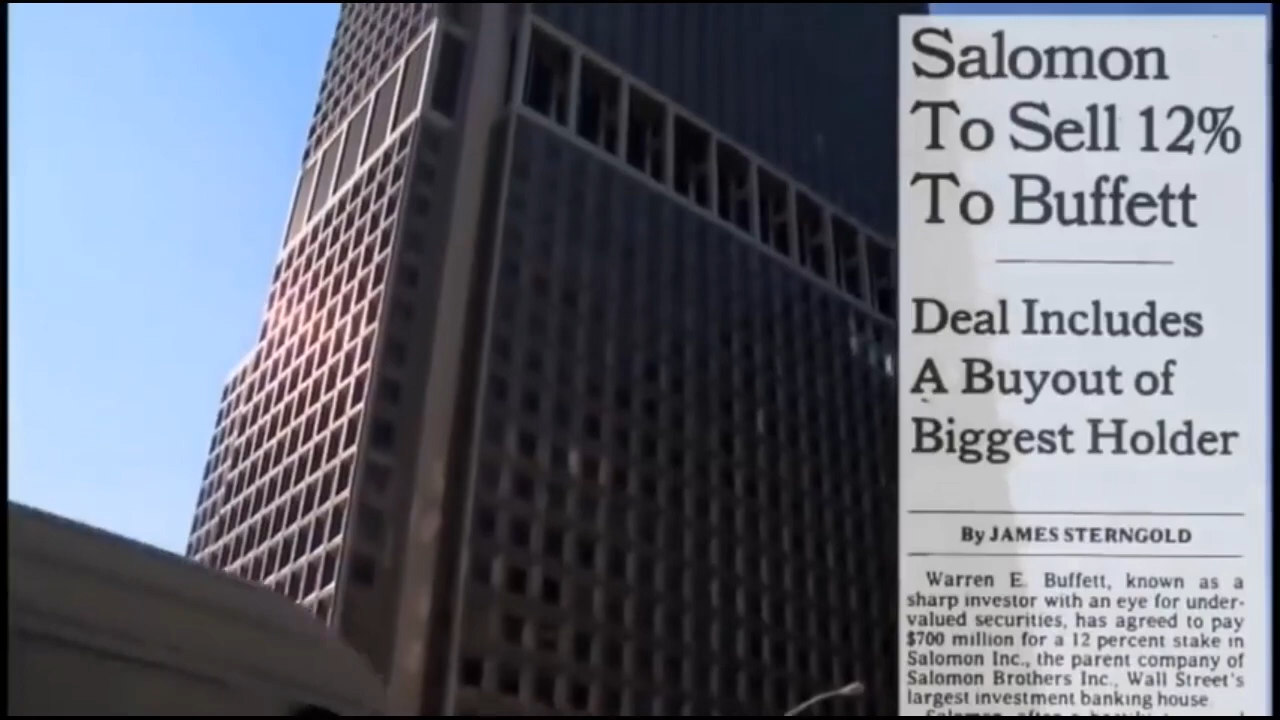 Salomon
To Sell 12%
To Buffett
Deal Includes
A Buyout of
Biggest Holder
By JAMES STERNGOLD
Warren E. Buffett, known as a
sharp investor with an eye for under-
valued securities, has agreed to pay
$700 million for a 12 percent stake in
Salomon Inc., the parent company of
Salomon Brothers Inc., Wall Street's
largest investment banking house.
Salomon, after a